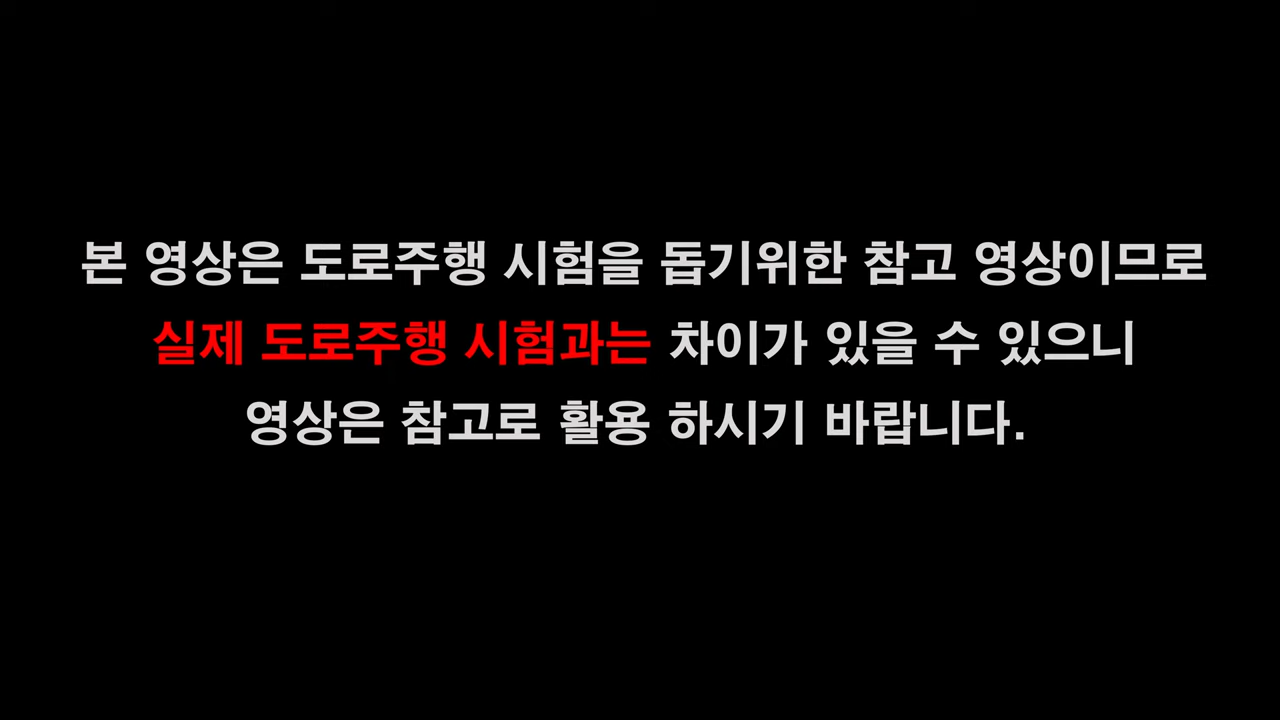 본 영상은 도로주행 시험을 돕기위한 참고 영상이므로
실제 도로주행 시험과는 차이가 있을 수 있으니
영상은 참고로 활용 하시기 바랍니다.